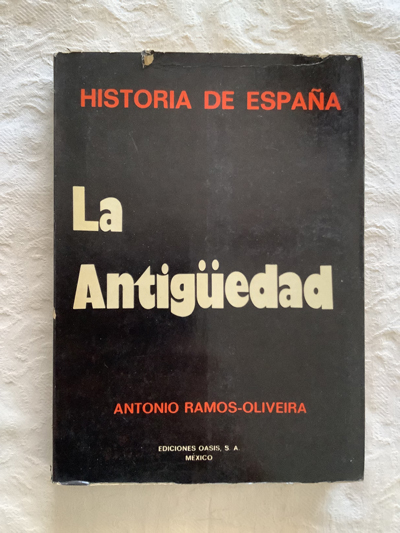 HISTORIA DE ESPAÑA
La
Antigüedad
ANTONIO RAMOS-OLIVEIRA
EDICIONES OASIS, S. A.
MÉXICO